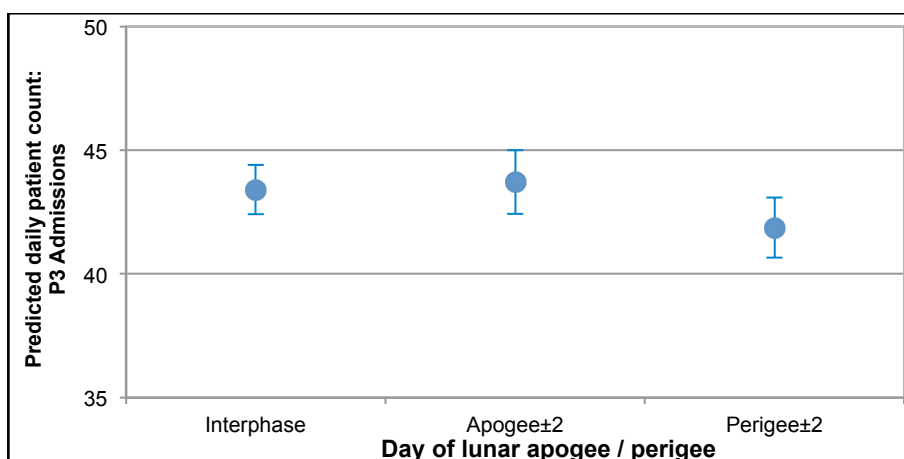 Predicted daily patient count:
P3 Admissions
50
45
40
35
Interphase
Apogee±2
Perigee±2
Day of lunar apogee / perigee